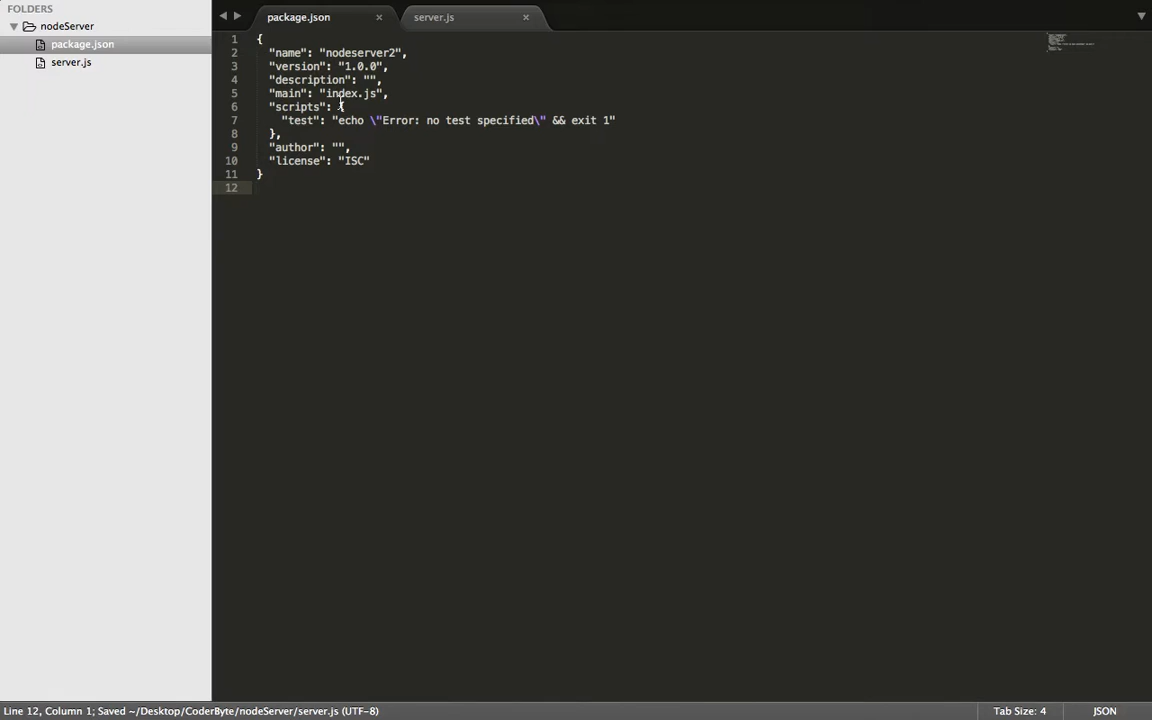 FOLDERS
nodeServer
package.json
server.js
package.json
server.js
1 {
2 "name": "nodeserver2",
3 "version": "1.0.0",
4 "description": "",
5 "main": "index.js",
6 "scripts": {
7 "test": "echo \"Error: no test specified\" && exit 1"
8 },
9 "author": "",
10 "license": "ISC"
11 }
12
Line 12, Column 1; Saved ~/Desktop/CoderByte/nodeServer/server.js (UTF-8)
Tab Size: 4
JSON